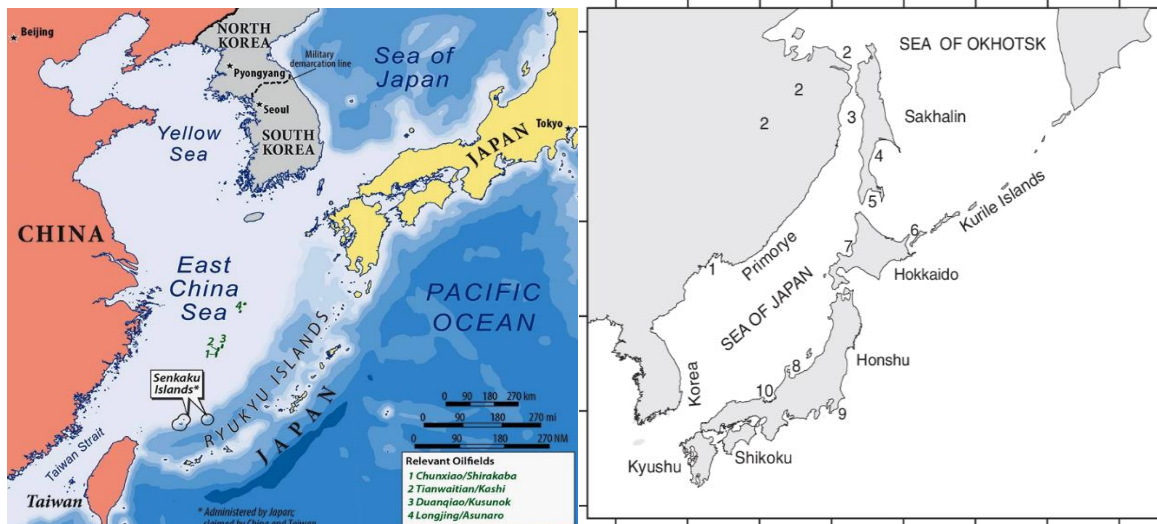 Beijing
NORTH
KOREA
Pyongyang
Military
demarcation line
Seoul
SOUTH
KOREA
Sea of
Japan
Yellow
Sea
JAPAN
Tokyo
CHINA
East
China
Sea
4
2 3
1
PACIFIC
OCEAN
Senkaku
Islands*
RYUKYU ISLANDS
JAPAN
Taiwan Strait
Taiwan
0 90 180 270 km
0 90 180 270 mi
0 90 180 270 NM
Relevant Oilfields
1 Chunxiao/Shirakaba
2 Tianwaitian/Kashi
3 Duanqiao/Kusunok
4 Longjing/Asunaro
* Administered by Japan;
claimed by China and Taiwan
SEA OF OKHOTSK
2
2
2
3
Sakhalin
4
5
Kurile Islands
6
7
Hokkaido
1
Primorye
SEA OF JAPAN
Honshu
8
10
9
Korea
Kyushu
Shikoku